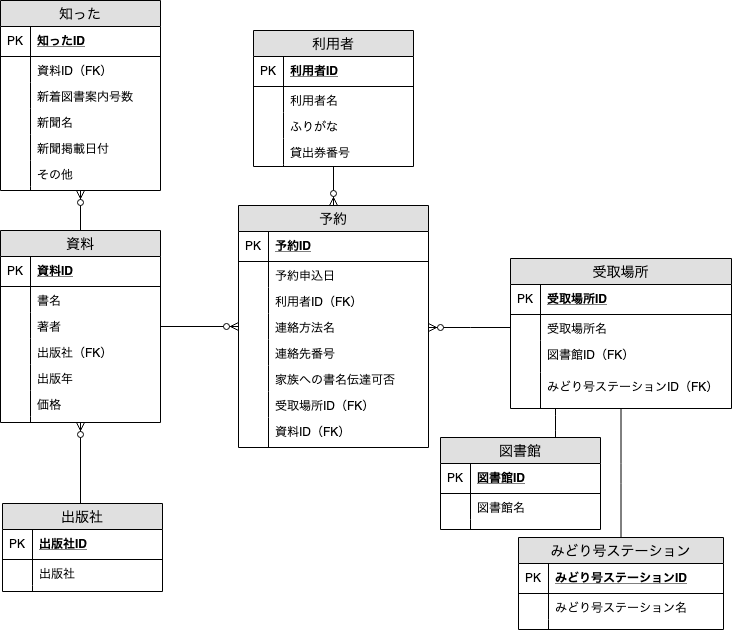 知った
PK 知ったID
資料ID（FK）
新着図書案内号数
新聞名
新聞掲載日付
その他
利用者
PK 利用者ID
利用者名
ふりがな
貸出券番号
資料
PK 資料ID
書名
著者
出版社（FK）
出版年
価格
予約
PK 予約ID
予約申込日
利用者ID（FK）
連絡方法名
連絡先番号
家族への書名伝達可否
受取場所ID（FK）
資料ID（FK）
受取場所
PK 受取場所ID
受取場所名
図書館ID（FK）
みどり号ステーションID（FK）
図書館
PK 図書館ID
図書館名
出版社
PK 出版社ID
出版社
みどり号ステーション
PK みどり号ステーションID
みどり号ステーション名